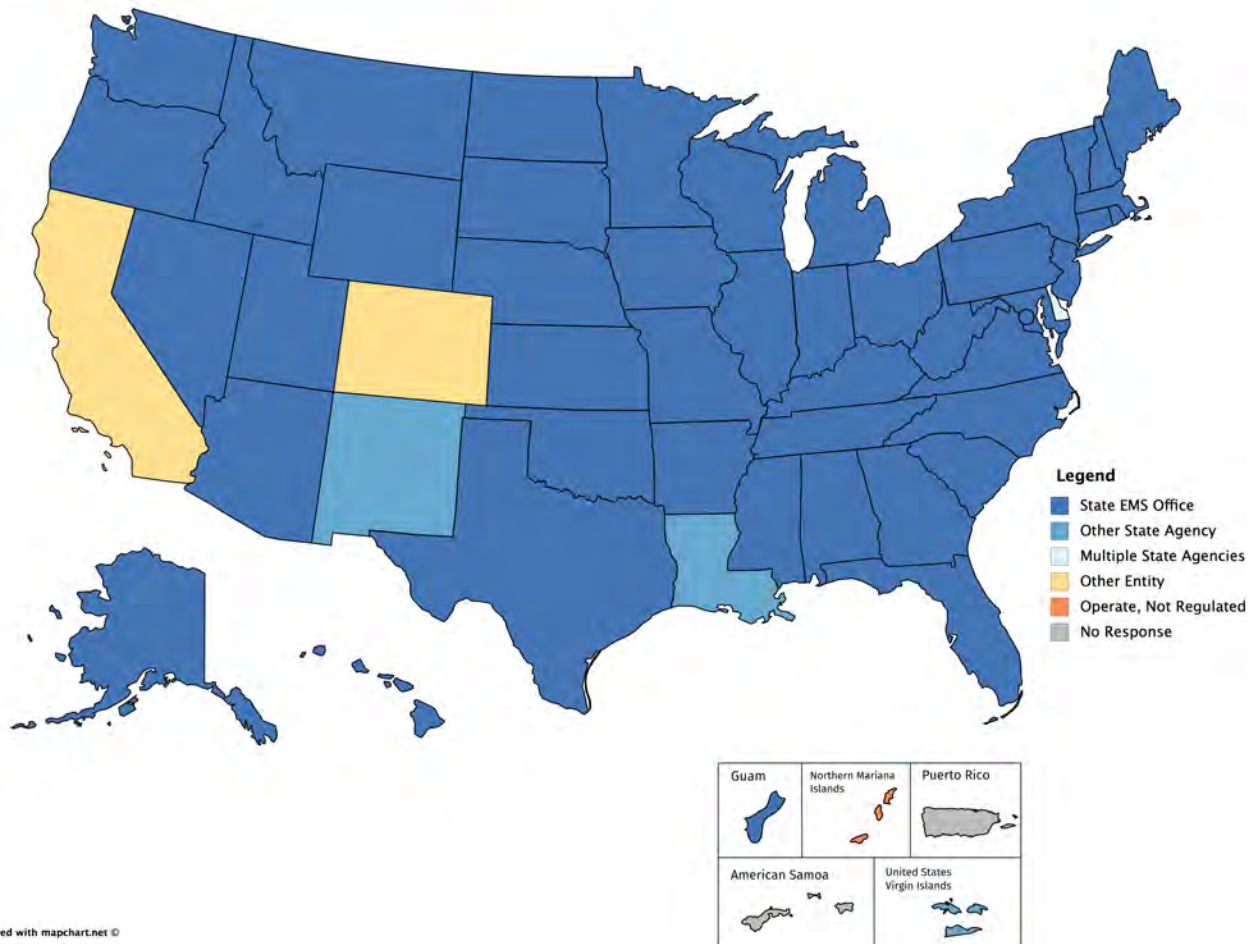 Legend
State EMS Office
Other State Agency
Multiple State Agencies
Other Entity
Operate, Not Regulated
No Response
Guam
Northern Mariana
Islands
Puerto Rico
American Samoa
United States
Virgin Islands
ed with mapchart.net ©